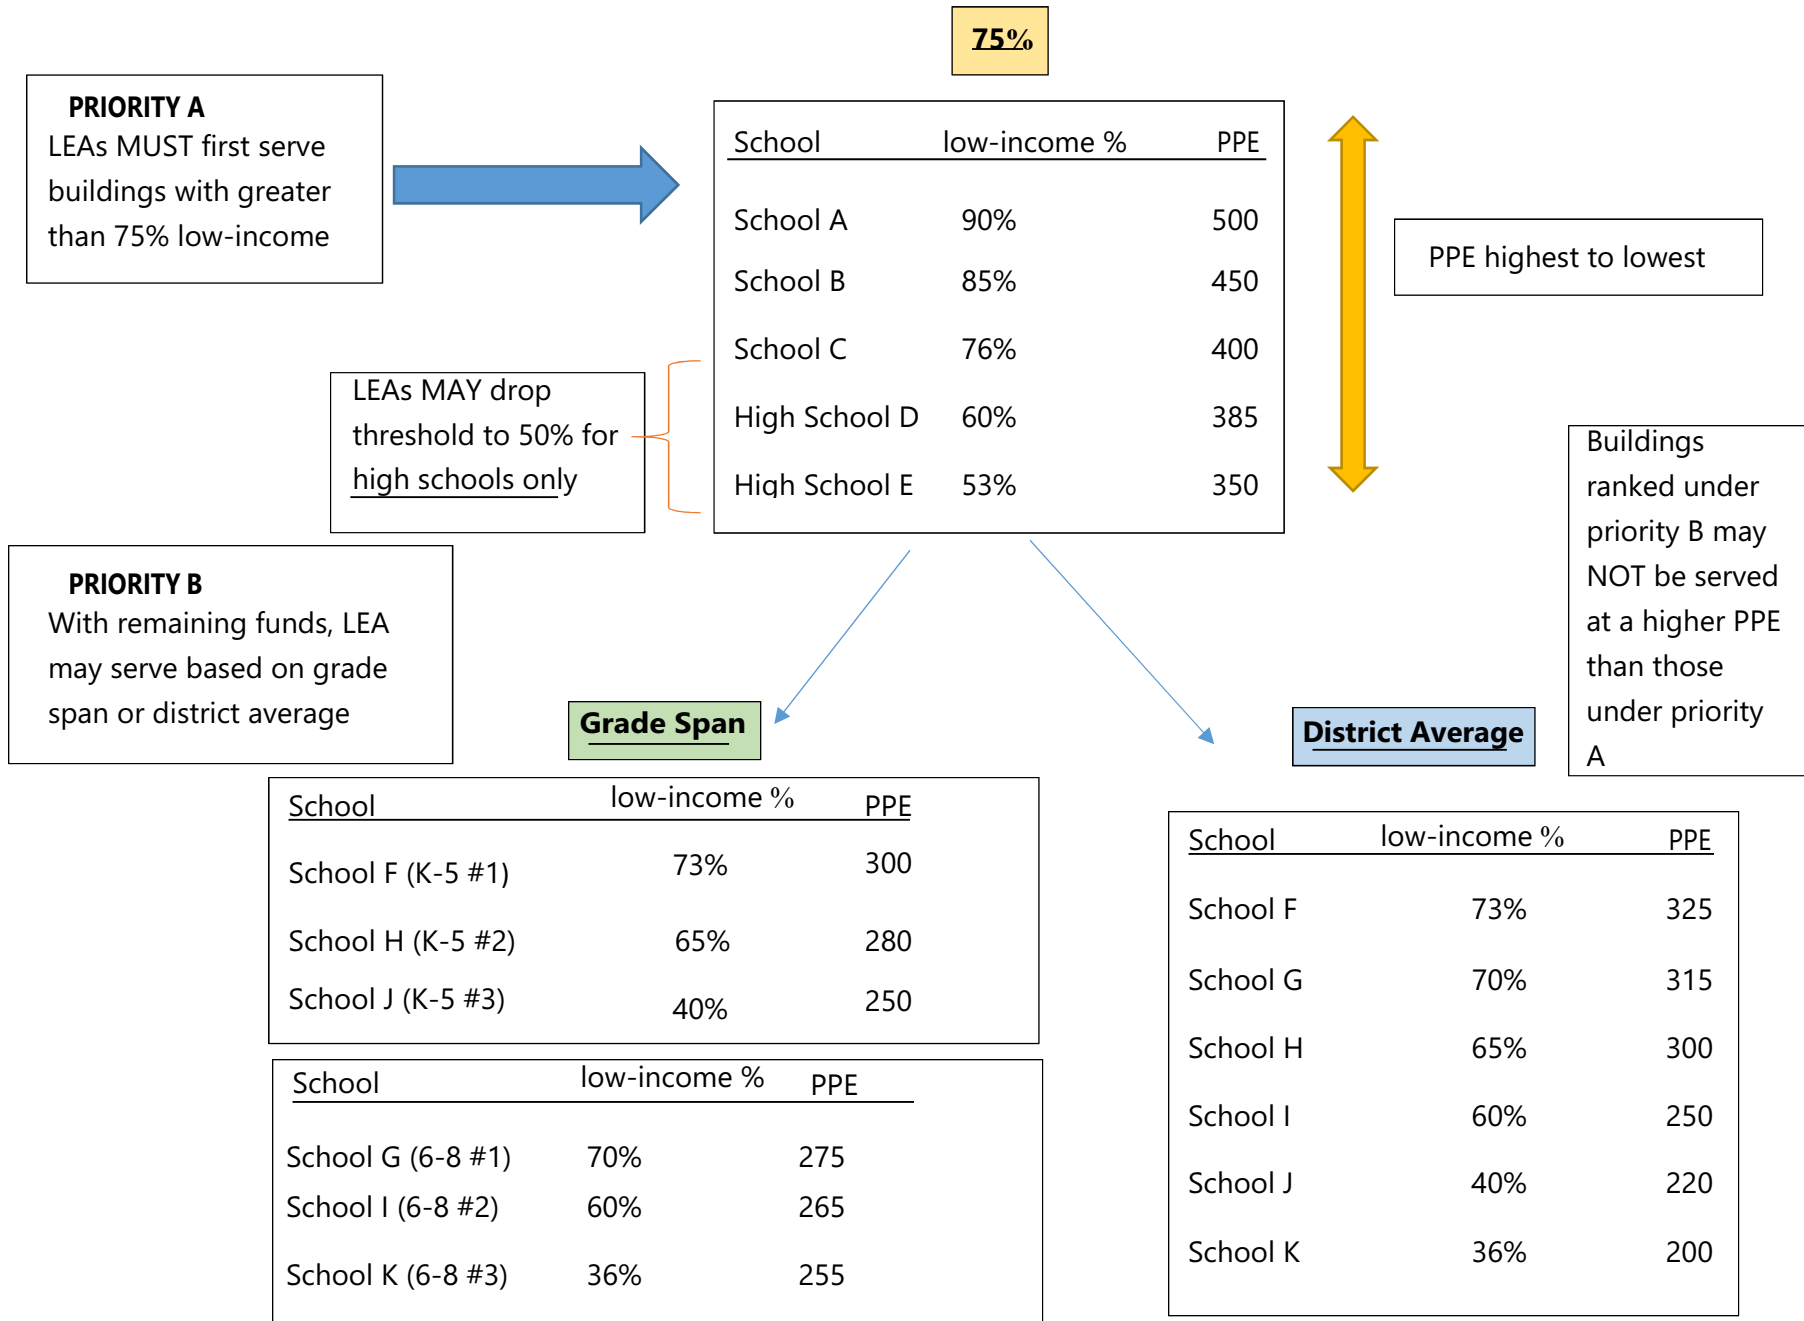 75%
PRIORITY A
LEAs MUST first serve
buildings with greater
than 75% low-income
School low-income % PPE
School A 90% 500
School B 85% 450
School C 76% 400
High School D 60% 385
High School E 53% 350
PPE highest to lowest
LEAs MAY drop
threshold to 50% for
high schools only
Buildings
ranked under
priority B may
NOT be served
at a higher PPE
than those
under priority
A
PRIORITY B
With remaining funds, LEA
may serve based on grade
span or district average
Grade Span
School low-income % PPE
School F (K-5 #1) 73% 300
School H (K-5 #2) 65% 280
School J (K-5 #3) 40% 250
School low-income % PPE
School G (6-8 #1) 70% 275
School I (6-8 #2) 60% 265
School K (6-8 #3) 36% 255
District Average
School low-income % PPE
School F 73% 325
School G 70% 315
School H 65% 300
School I 60% 250
School J 40% 220
School K 36% 200